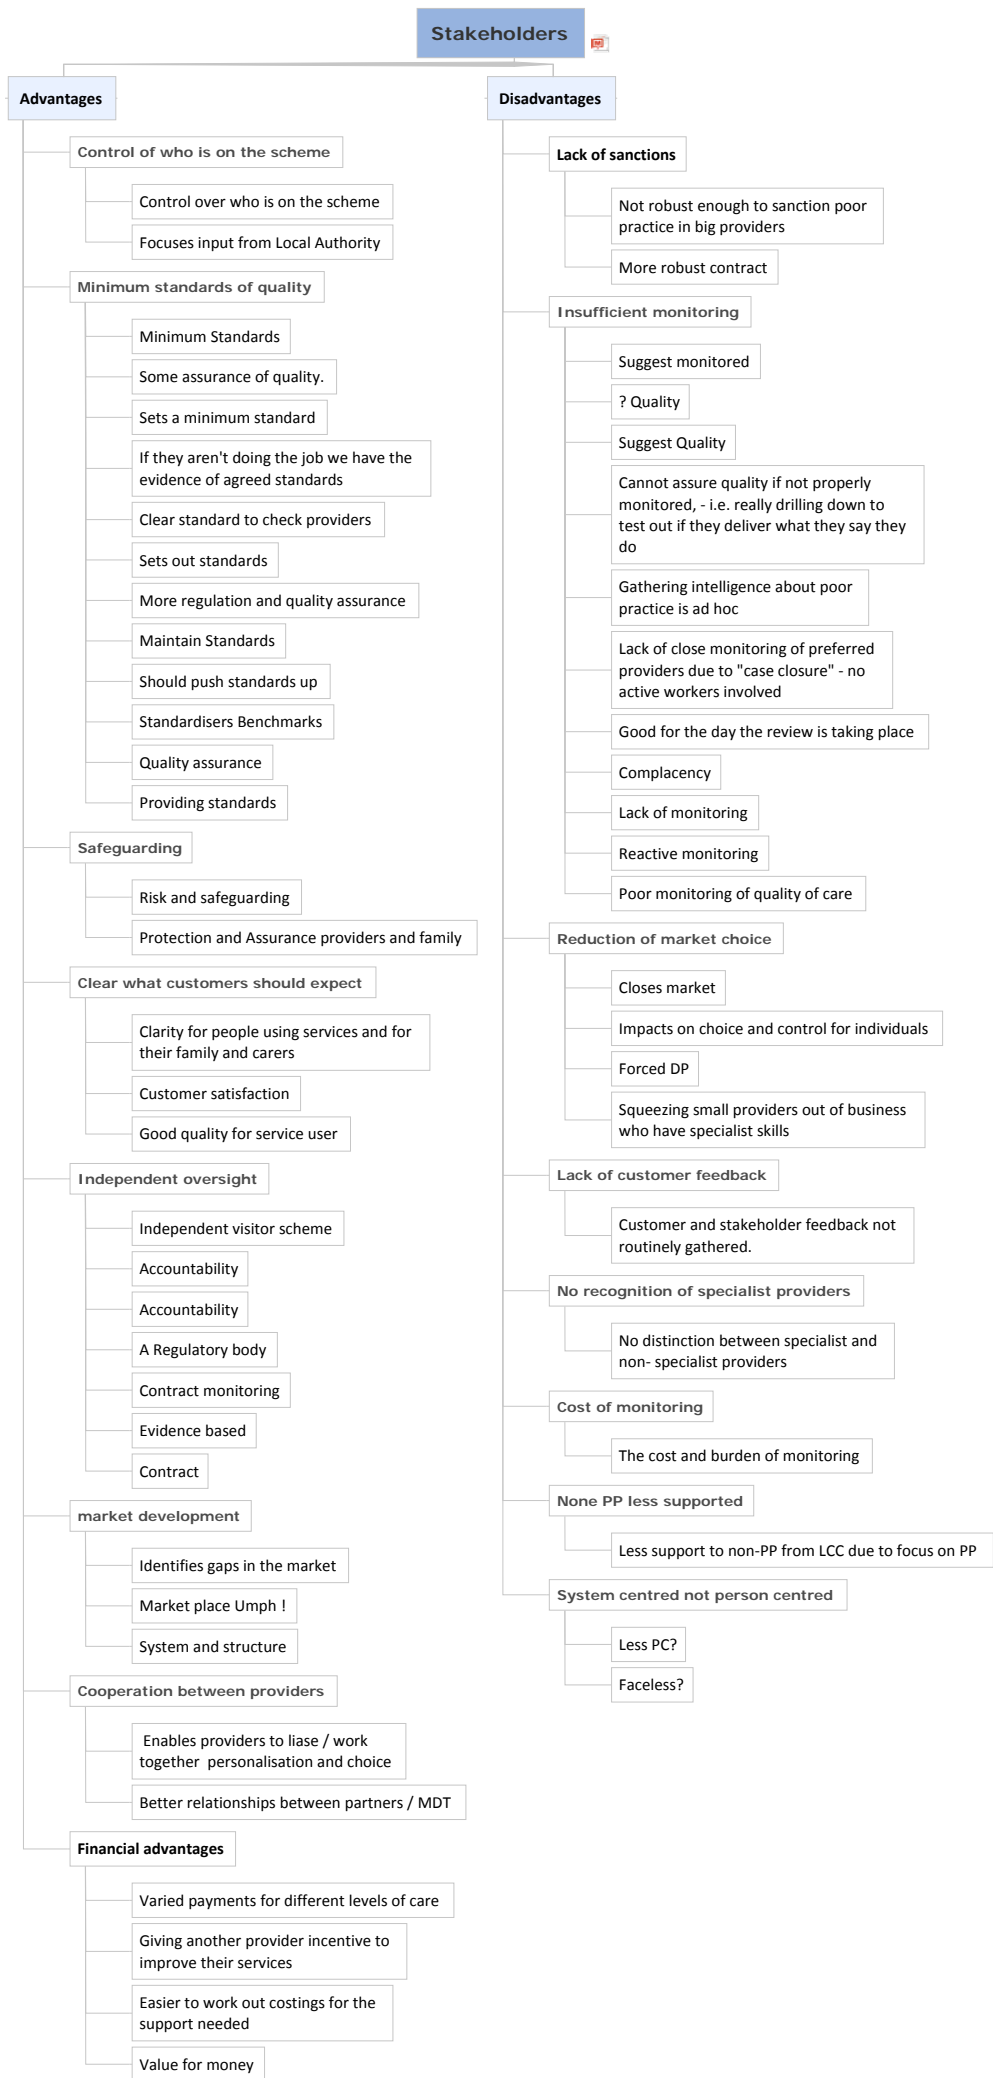 Stakeholders
Advantages
Control of who is on the scheme
Control over who is on the scheme
Focuses input from Local Authority
Minimum standards of quality
Minimum Standards
Some assurance of quality.
Sets a minimum standard
If they aren't doing the job we have the
evidence of agreed standards
Clear standard to check providers
Sets out standards
More regulation and quality assurance
Maintain Standards
Should push standards up
Standardisers Benchmarks
Quality assurance
Providing standards
Safeguarding
Risk and safeguarding
Protection and Assurance providers and family
Clear what customers should expect
Clarity for people using services and for
their family and carers
Customer satisfaction
Good quality for service user
Independent oversight
Independent visitor scheme
Accountability
Accountability
A Regulatory body
Contract monitoring
Evidence based
Contract
market development
Identifies gaps in the market
Market place Umph !
System and structure
Cooperation between providers
Enables providers to liase / work
together personalisation and choice
Better relationships between partners / MDT
Financial advantages
Varied payments for different levels of care
Giving another provider incentive to
improve their services
Easier to work out costings for the
support needed
Value for money
Disadvantages
Lack of sanctions
Not robust enough to sanction poor
practice in big providers
More robust contract
Insufficient monitoring
Suggest monitored
? Quality
Suggest Quality
Cannot assure quality if not properly
monitored, - i.e. really drilling down to
test out if they deliver what they say they
do
Gathering intelligence about poor
practice is ad hoc
Lack of close monitoring of preferred
providers due to "case closure" - no
active workers involved
Good for the day the review is taking place
Complacency
Lack of monitoring
Reactive monitoring
Poor monitoring of quality of care
Reduction of market choice
Closes market
Impacts on choice and control for individuals
Forced DP
Squeezing small providers out of business
who have specialist skills
Lack of customer feedback
Customer and stakeholder feedback not
routinely gathered.
No recognition of specialist providers
No distinction between specialist and
non- specialist providers
Cost of monitoring
The cost and burden of monitoring
None PP less supported
Less support to non-PP from LCC due to focus on PP
System centred not person centred
Less PC?
Faceless?